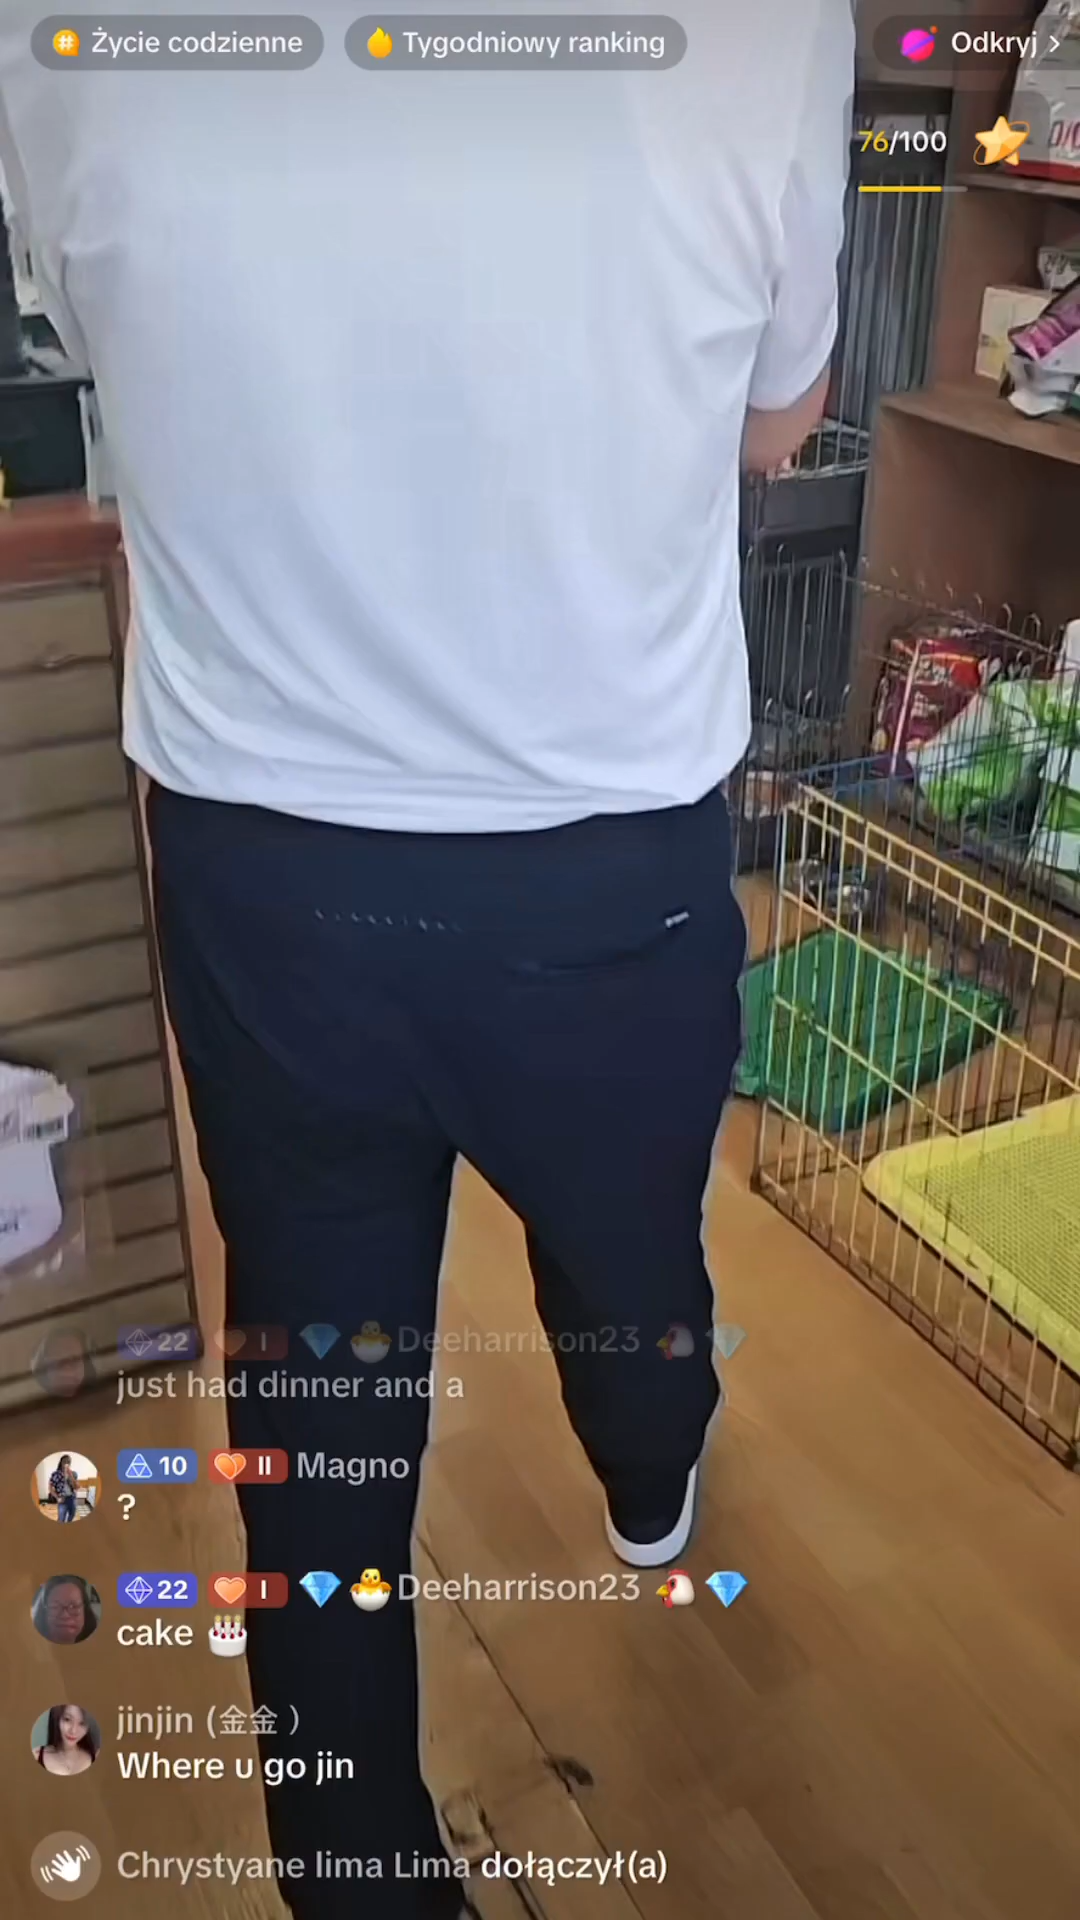 Życie codzienne
Tygodniowy ranking
Odkryj >
76/100
22 I Deeharrison23
just had dinner and a
10 II Magno
?
22 I Deeharrison23
cake
jinjin (金金 )
Where u go jin
Chrystyane lima Lima dołączył(a)